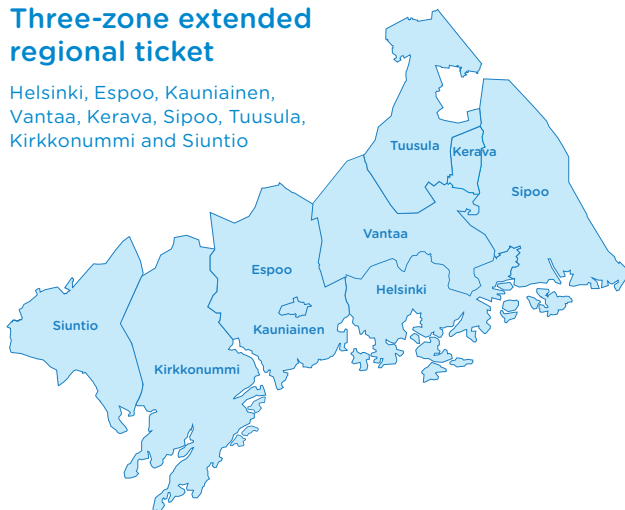 Three-zone extended
regional ticket
Helsinki, Espoo, Kauniainen,
Vantaa, Kerava, Sipoo, Tuusula,
Kirkkonummi and Siuntio
Tuusula
Kerava
Sipoo
Vantaa
Espoo
Helsinki
Siuntio
Kauniainen
Kirkkonummi